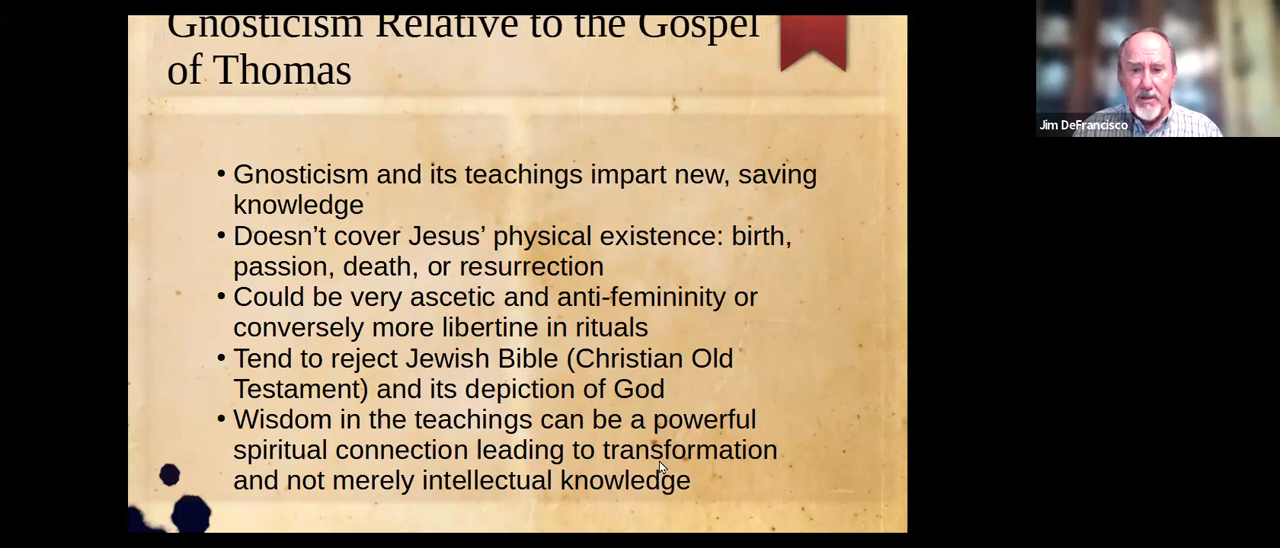 Gnosticism Relative to the Gospel
of Thomas
• Gnosticism and its teachings impart new, saving
knowledge
• Doesn’t cover Jesus’ physical existence: birth,
passion, death, or resurrection
• Could be very ascetic and anti-femininity or
conversely more libertine in rituals
• Tend to reject Jewish Bible (Christian Old
Testament) and its depiction of God
• Wisdom in the teachings can be a powerful
spiritual connection leading to transformation
and not merely intellectual knowledge
Jim DeFrancisco